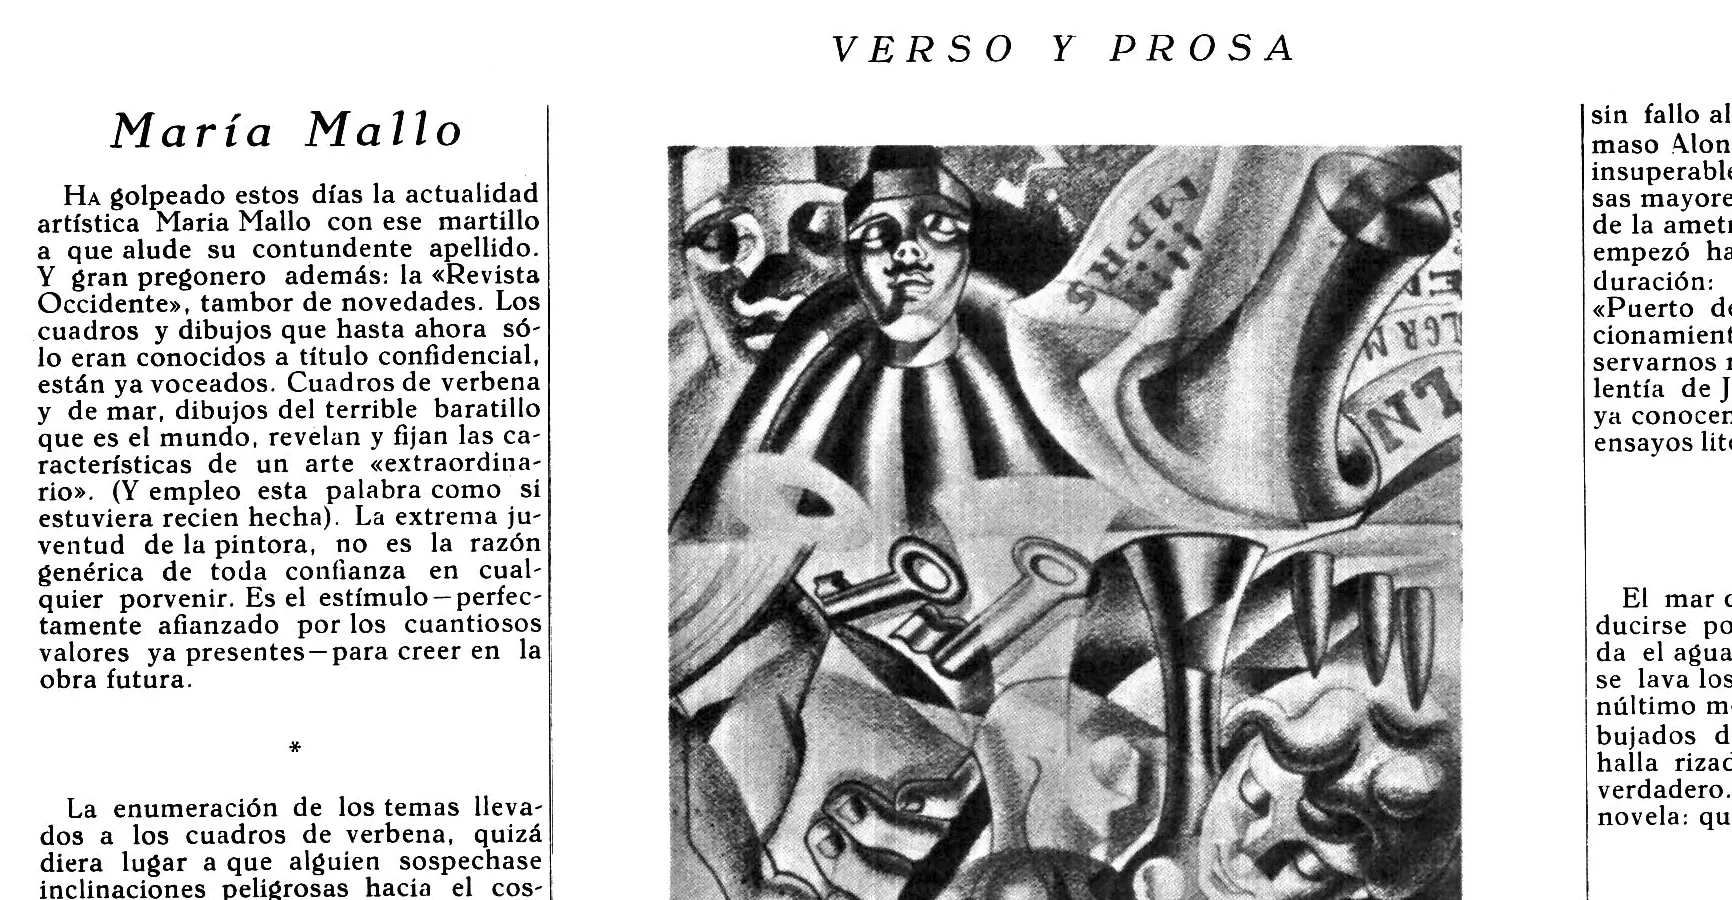 VERSO Y PROSA
María Mallo
HA golpeado estos días la actualidad
artística Maria Mallo con ese martillo
a que alude su contundente apellido.
Y gran pregonero además: la «Revista
Occidente», tambor de novedades. Los
cuadros y dibujos que hasta ahora só-
lo eran conocidos a título confidencial,
están ya voceados. Cuadros de verbena
y de mar, dibujos del terrible baratillo
que es el mundo, revelan y fijan las ca-
racterísticas de un arte «extraordina-
rio». (Y empleo esta palabra como si
estuviera recien hecha). La extrema ju-
ventud de la pintora, no es la razón
genérica de toda confianza en cual-
quier porvenir. Es el estímulo—perfec-
tamente afianzado por los cuantiosos
valores ya presentes—para creer en la
obra futura.
*
La enumeración de los temas lleva-
dos a los cuadros de verbena, quizá
diera lugar a que alguien sospechase
inclinaciones peligrosas hacia el cos-
MPR
RS
LN
sin fallo al
maso Alon
insuperable
sas mayore
de la amet
empezó ha
duración:
«Puerto de
cionamient
servarnos
lentía de J
ya conocen
ensayos lite
El mar
ducirse po
da el agua
se lava los
núltimo m
bujados d
halla rizad
verdadero.
novela: qu